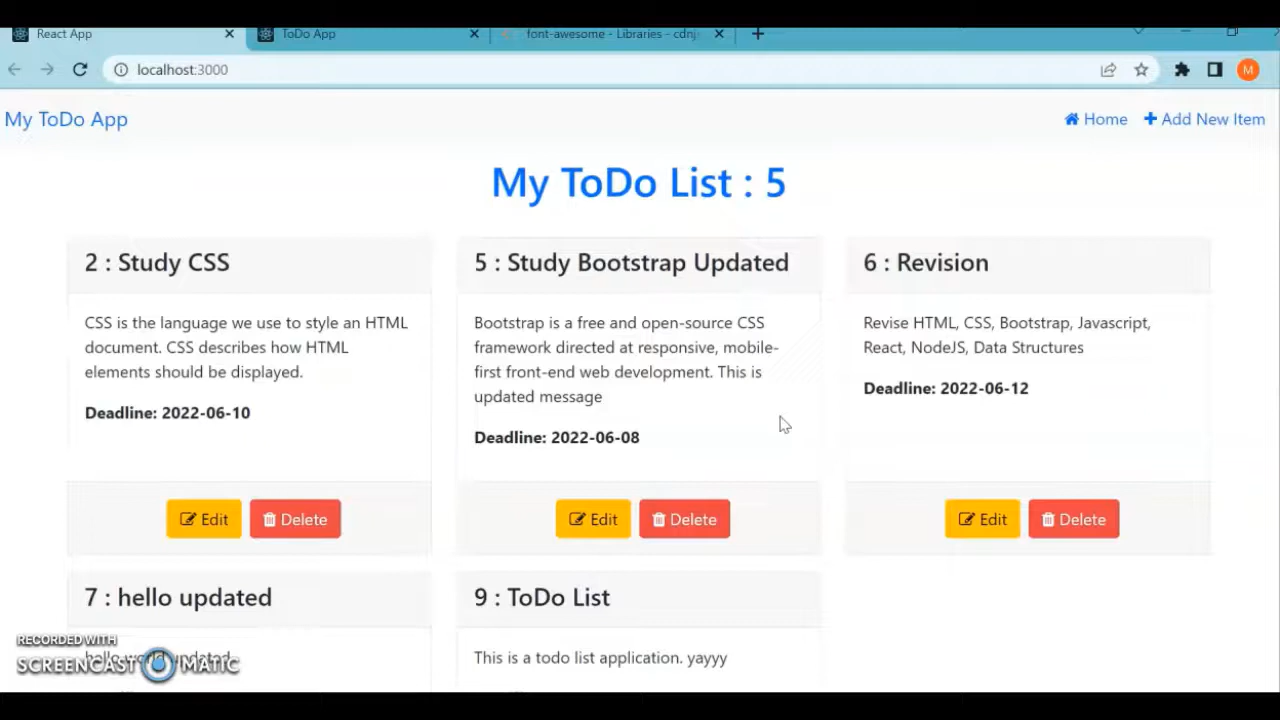 React App
ToDo App
font-awesome - Libraries - cdnj
localhost:3000
M
My ToDo App
Home
Add New Item
My ToDo List : 5
2 : Study CSS
CSS is the language we use to style an HTML
document. CSS describes how HTML
elements should be displayed.
Deadline: 2022-06-10
Edit
Delete
5 : Study Bootstrap Updated
Bootstrap is a free and open-source CSS
framework directed at responsive, mobile-
first front-end web development. This is
updated message
Deadline: 2022-06-08
Edit
Delete
6 : Revision
Revise HTML, CSS, Bootstrap, Javascript,
React, NodeJS, Data Structures
Deadline: 2022-06-12
Edit
Delete
7 : hello updated
hello world updated
9 : ToDo List
This is a todo list application. yayyy
RECORDED WITH
SCREENCAST MATIC